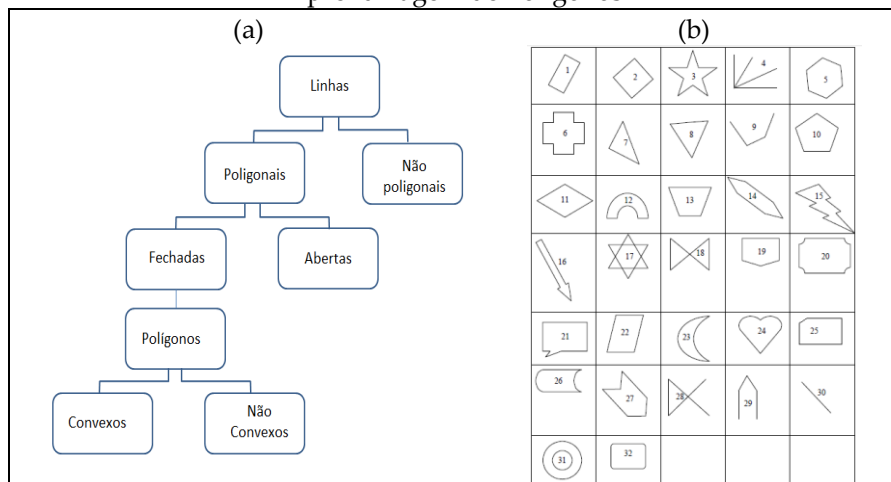 (a)
(b)
Linhas
Poligonais
Não
poligonais
Fechadas
Abertas
Polígonos
Convexos
Não
Convexos
1 2 3 4 5
6 7 8 9 10
11 12 13 14 15
16 17 18 19 20
21 22 23 24 25
26 27 28 29 30
31 32